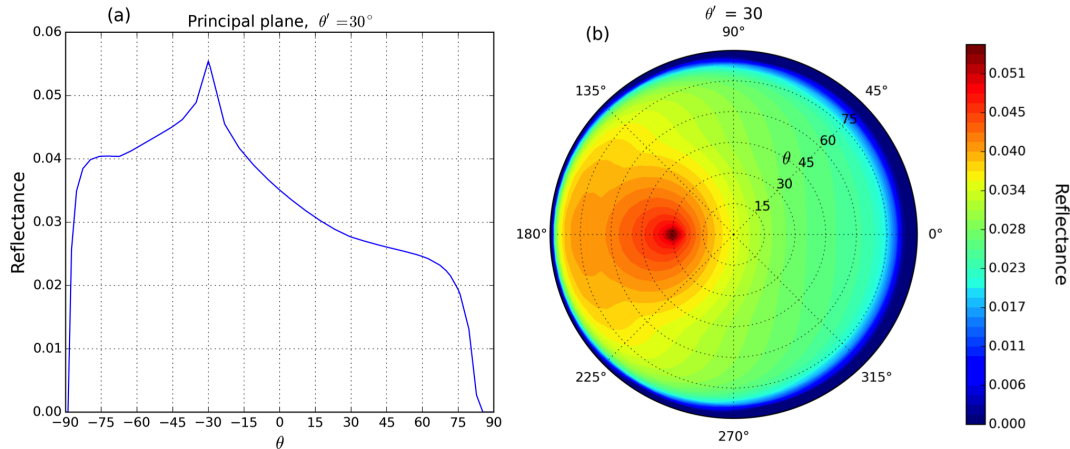 (a)
Principal plane, θ′ =30°
Reflectance
0.06
0.05
0.04
0.03
0.02
0.01
0.00
−90 −75 −60 −45 −30 −15 0 15 30 45 60 75 90
θ
(b)
θ′ = 30
90°
135° 45°
75
60
θ 45
30
15
180° 0°
225° 315°
270°
0.051
0.045
0.040
0.034
0.028
0.023
0.017
0.011
0.006
0.000
Reflectance